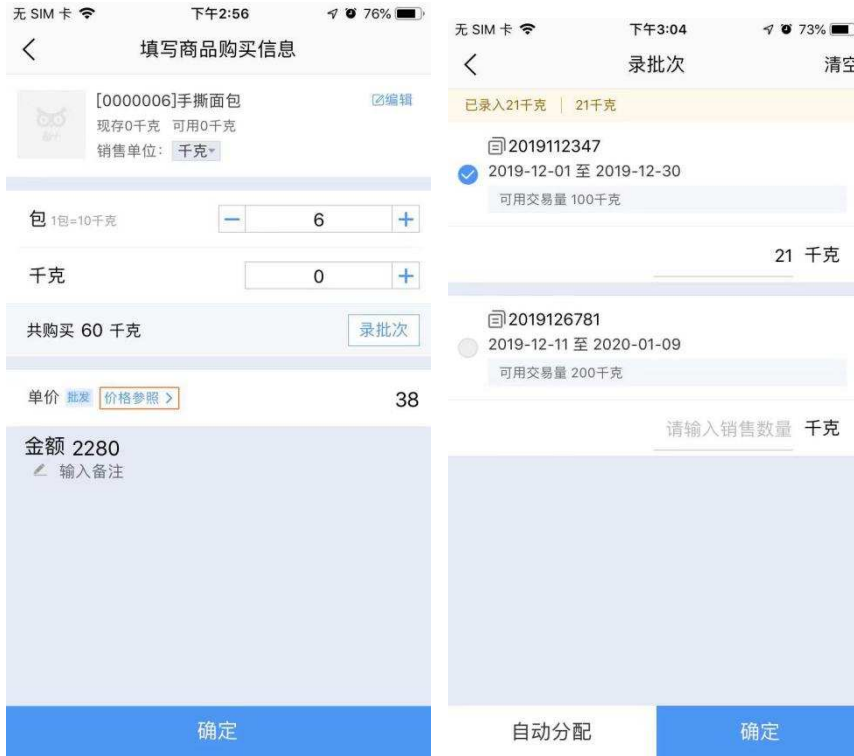 无 SIM 卡 下午2:56 76%
填写商品购买信息
[0000006]手撕面包 编辑
现存0千克 可用0千克
销售单位: 千克
包 1包=10千克 6
千克 0
共购买 60 千克 录批次
单价 批发 价格参照 38
金额 2280
输入备注
确定
无 SIM 卡 下午3:04 73%
录批次 清空
已录入21千克 | 21千克
2019112347
2019-12-01 至 2019-12-30
可用交易量 100千克
21 千克
2019126781
2019-12-11 至 2020-01-09
可用交易量 200千克
请输入销售数量 千克
自动分配 确定